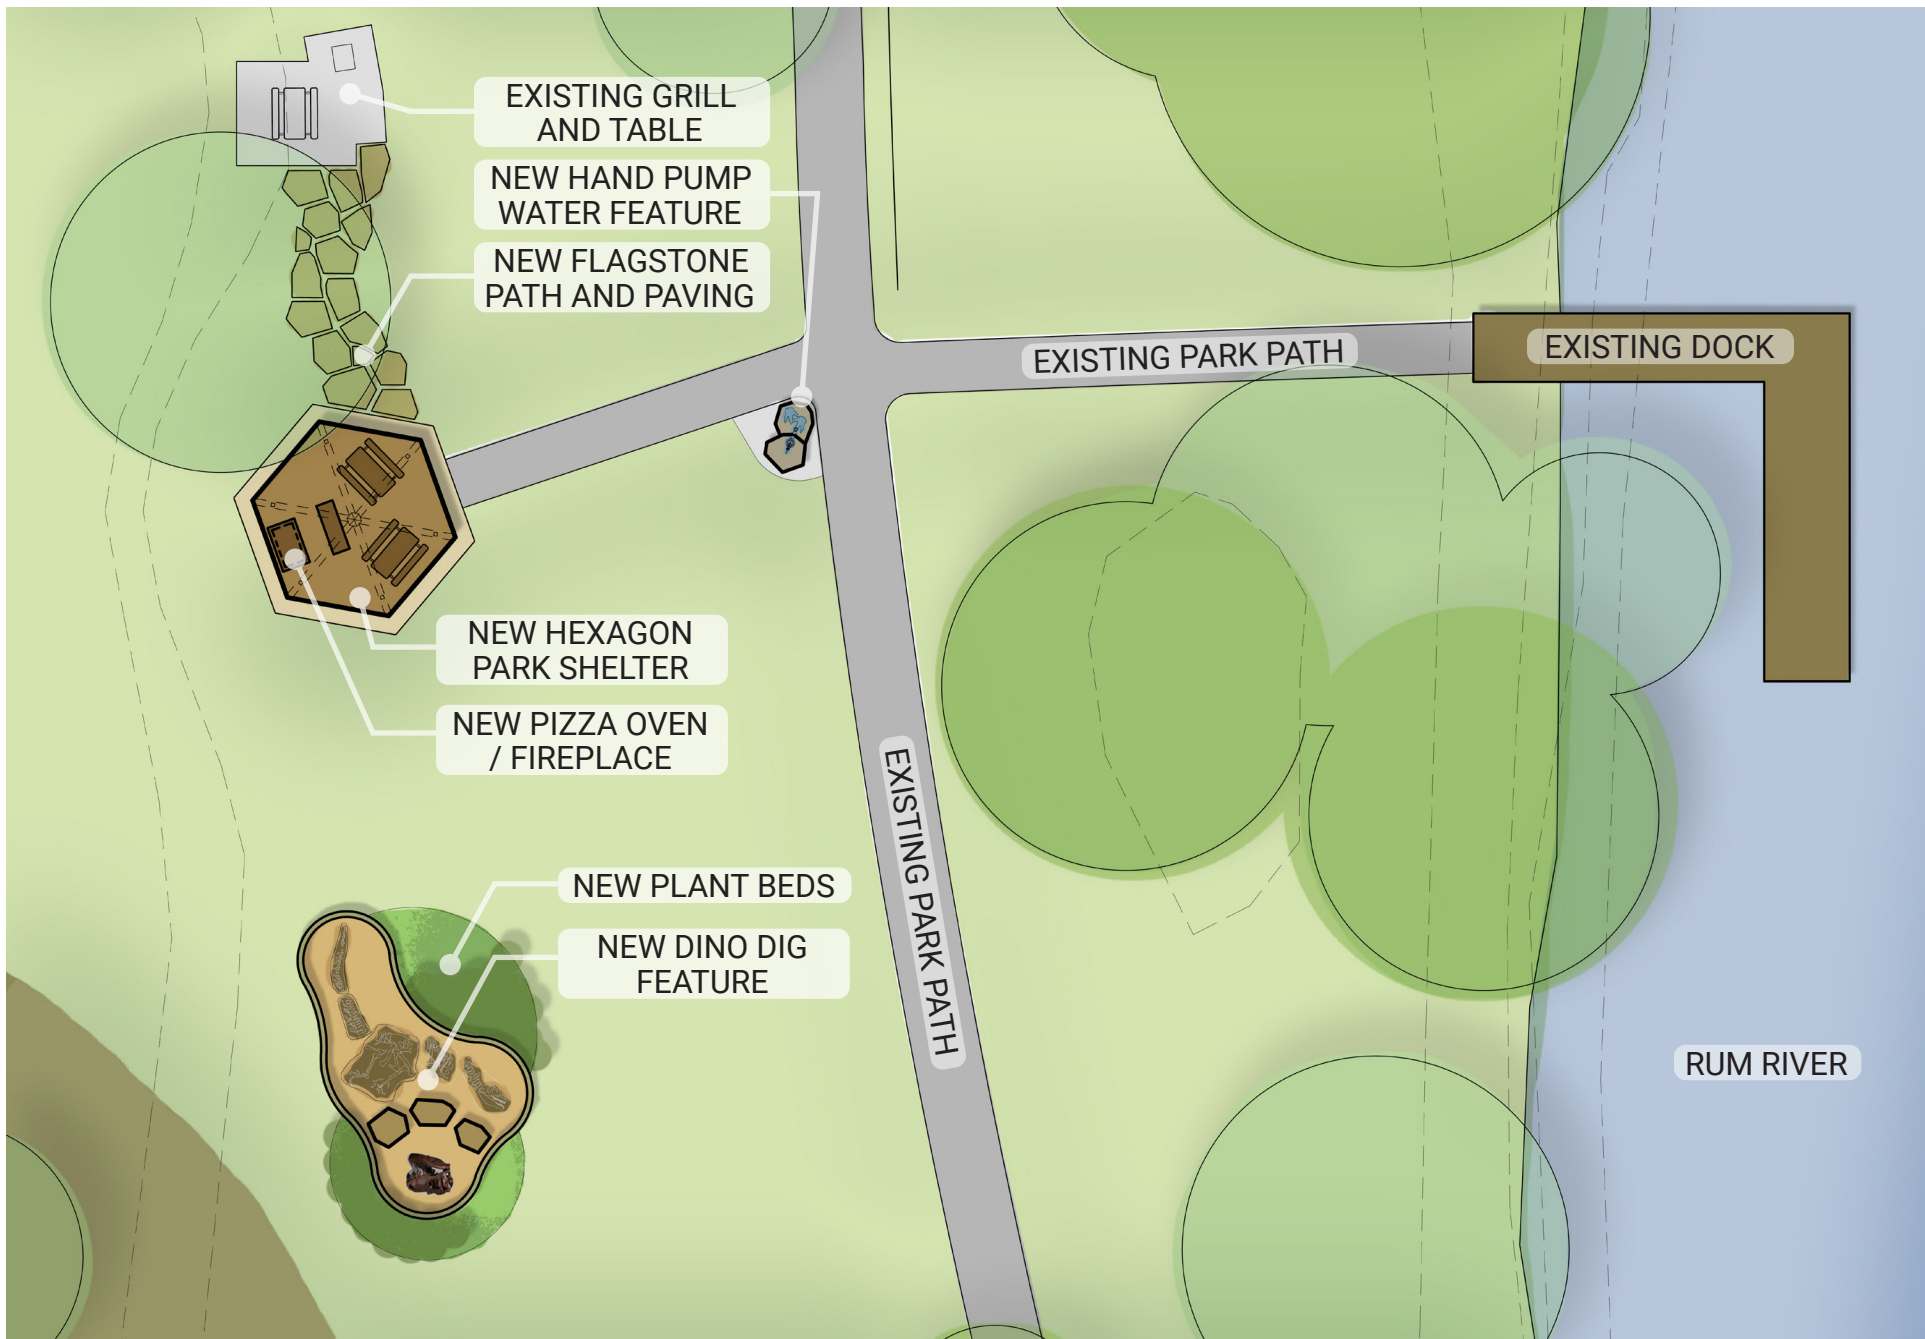 EXISTING GRILL
AND TABLE
NEW HAND PUMP
WATER FEATURE
NEW FLAGSTONE
PATH AND PAVING
EXISTING PARK PATH
EXISTING DOCK
NEW HEXAGON
PARK SHELTER
NEW PIZZA OVEN
/ FIREPLACE
EXISTING PARK PATH
NEW PLANT BEDS
NEW DINO DIG
FEATURE
RUM RIVER